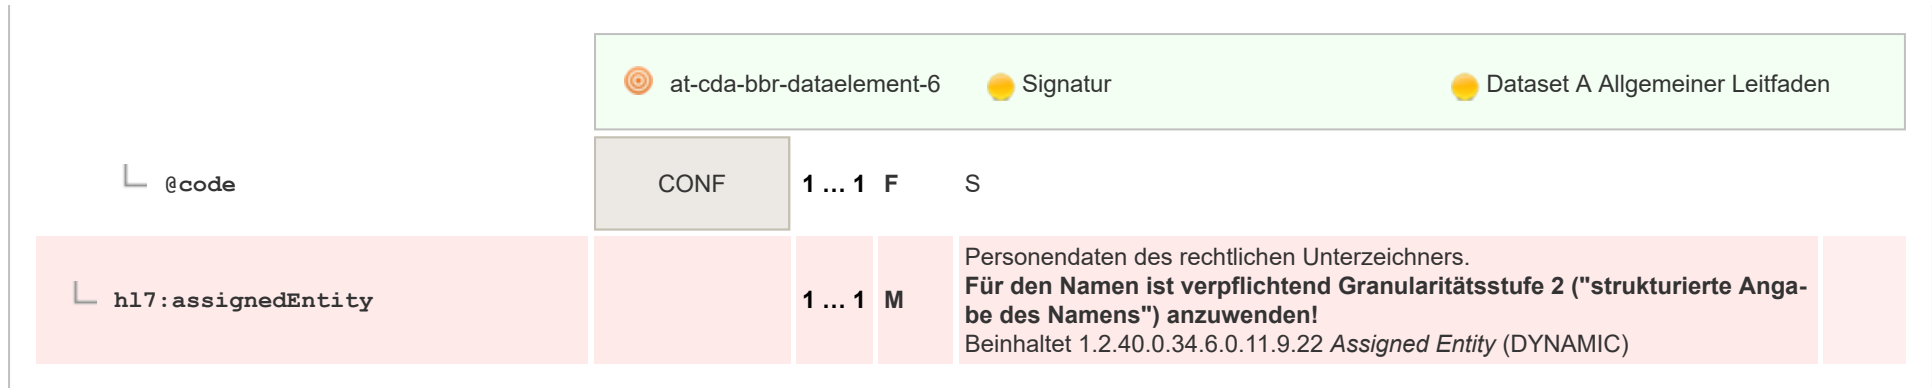 at-cda-bbr-dataelement-6 Signatur Dataset A Allgemeiner Leitfaden
@code CONF 1 … 1 F S
hl7:assignedEntity 1 … 1 M
Personendaten des rechtlichen Unterzeichners.
Für den Namen ist verpflichtend Granularitätsstufe 2 ("strukturierte Anga-
be des Namens") anzuwenden!
Beinhaltet 1.2.40.0.34.6.0.11.9.22 Assigned Entity (DYNAMIC)